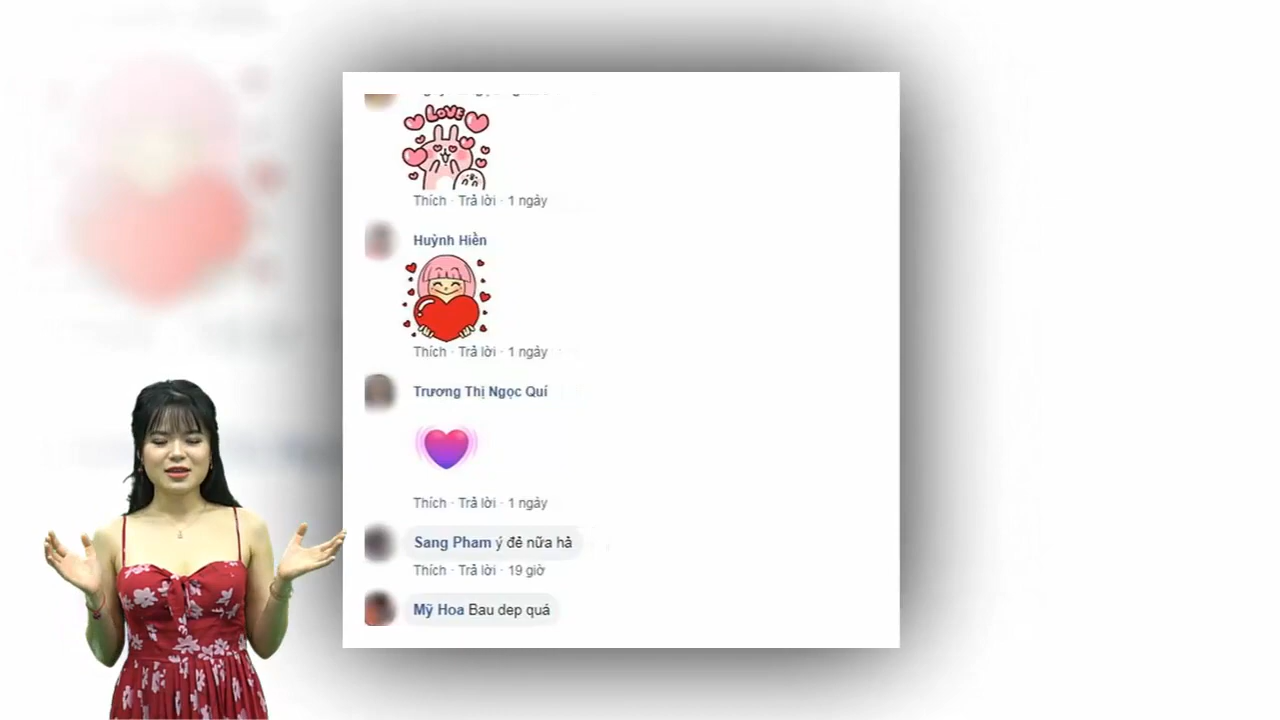 LOVE
Thích · Trả lời · 1 ngày
Huỳnh Hiền
Thích · Trả lời · 1 ngày
Trương Thị Ngọc Quí
Thích · Trả lời · 1 ngày
Sang Pham ý đẻ nữa hả
Thích · Trả lời · 19 giờ
Mỹ Hoa Bau dep quá